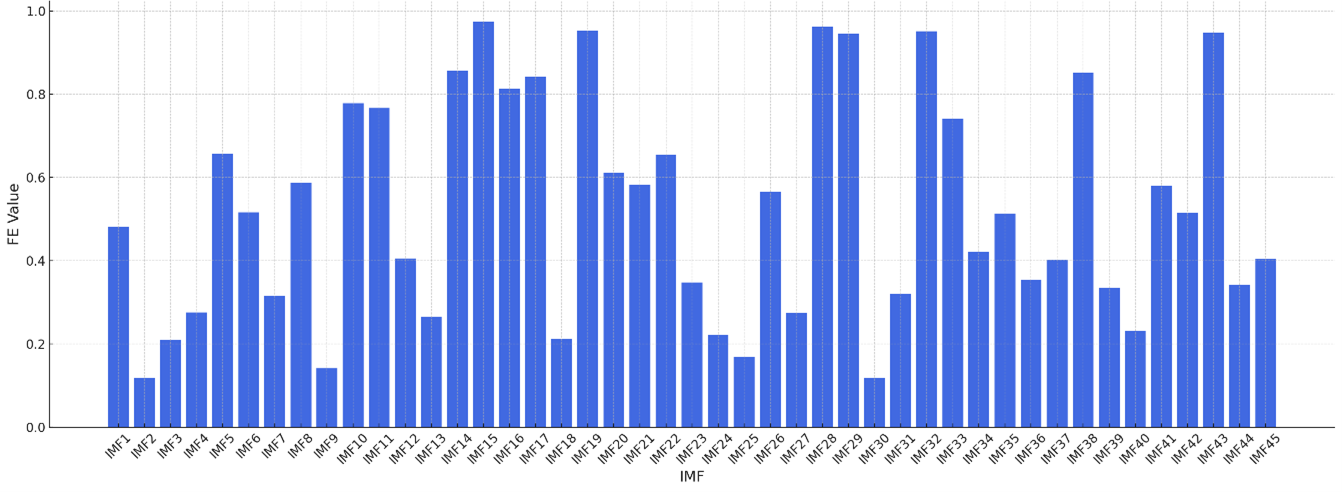 FE Value
1.0
0.8
0.6
0.4
0.2
0.0
IMF1 IMF2 IMF3 IMF4 IMF5 IMF6 IMF7 IMF8 IMF9 IMF10 IMF11 IMF12 IMF13 IMF14 IMF15 IMF16 IMF17 IMF18 IMF19 IMF20 IMF21 IMF22 IMF23 IMF24 IMF25 IMF26 IMF27 IMF28 IMF29 IMF30 IMF31 IMF32 IMF33 IMF34 IMF35 IMF36 IMF37 IMF38 IMF39 IMF40 IMF41 IMF42 IMF43 IMF44 IMF45
IMF